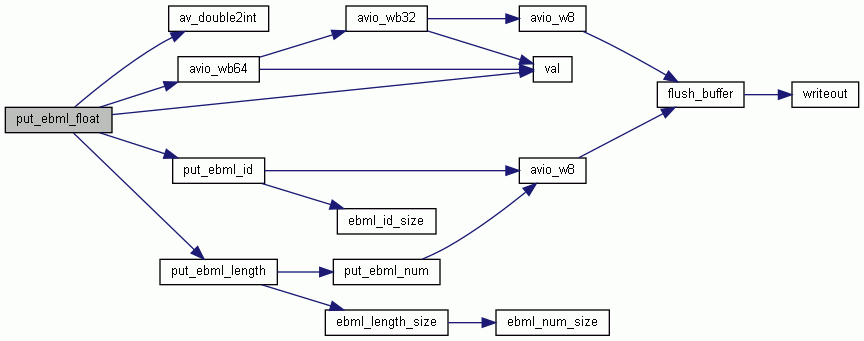 av_double2int
avio_wb32
avio_w8
avio_wb64
val
flush_buffer
writeout
put_ebml_float
put_ebml_id
avio_w8
ebml_id_size
put_ebml_length
put_ebml_num
ebml_length_size
ebml_num_size